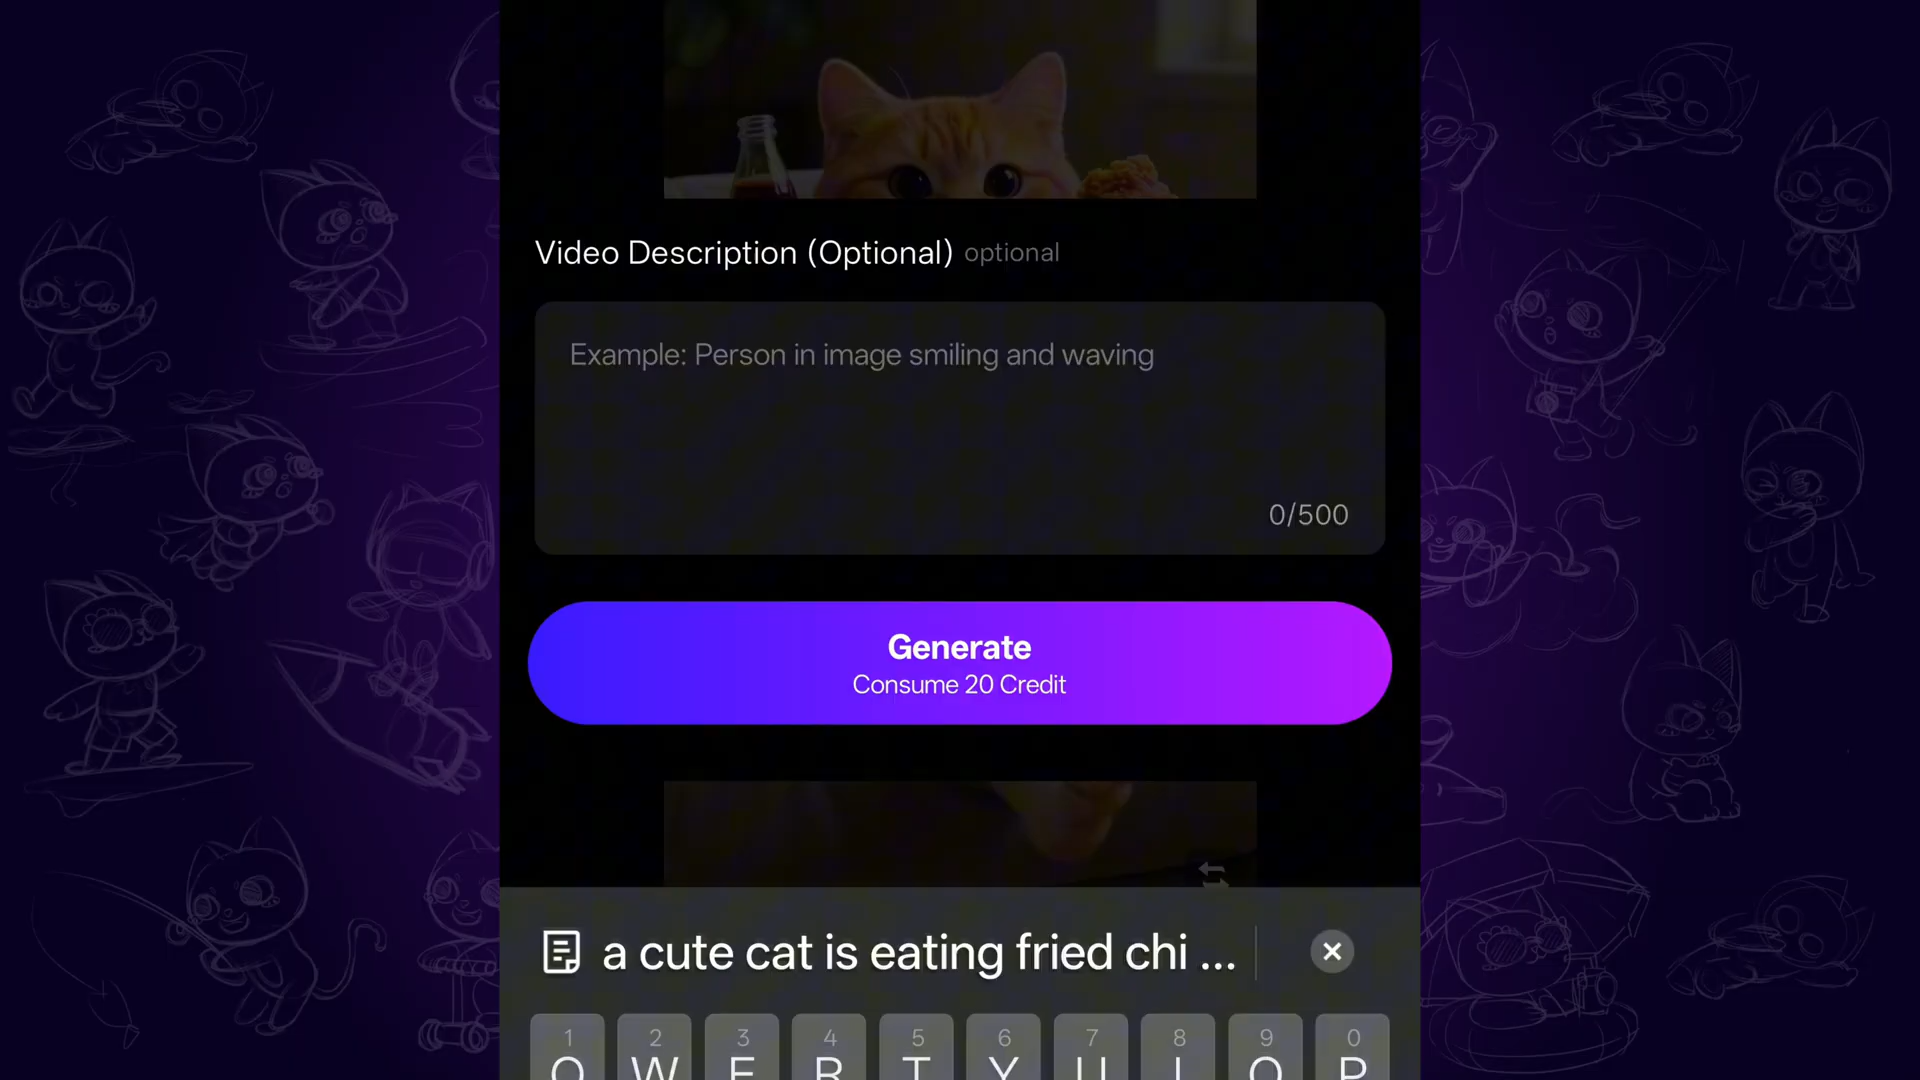 Video Description (Optional) optional
Example: Person in image smiling and waving
0/500
Generate
Consume 20 Credit
a cute cat is eating fried chi ...
1 2 3 4 5 6 7 8 9 0
Q W E R T Y U I O P